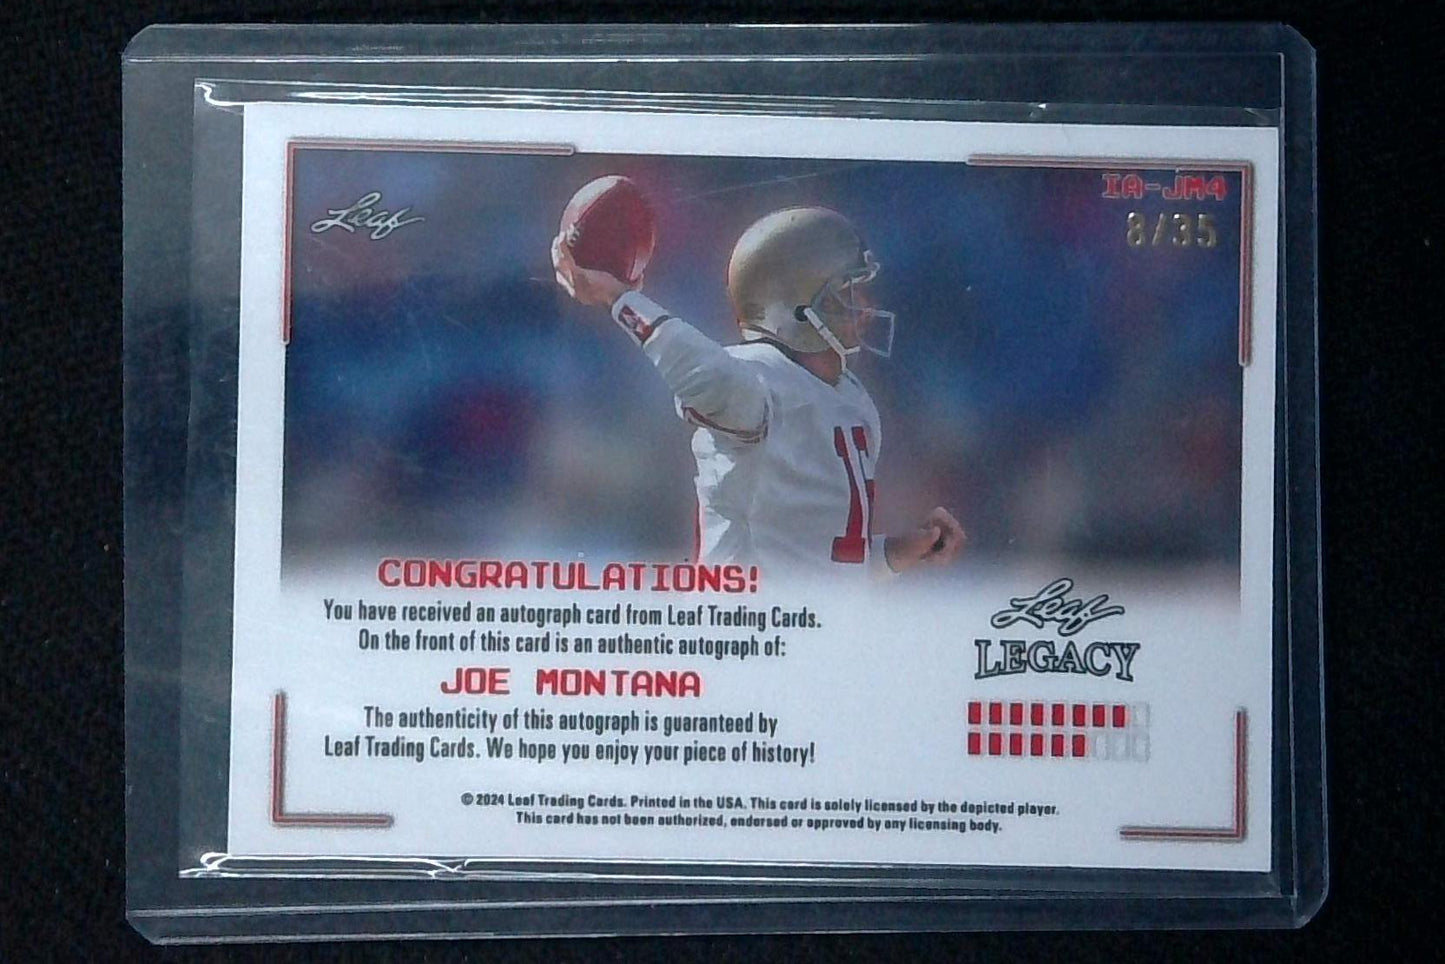 Leaf
IA-JM4
8/35
CONGRATULATIONS!
You have received an autograph card from Leaf Trading Cards.
On the front of this card is an authentic autograph of:
JOE MONTANA
The authenticity of this autograph is guaranteed by
Leaf Trading Cards. We hope you enjoy your piece of history!
Leaf
LEGACY
© 2024 Leaf Trading Cards. Printed in the USA. This card is solely licensed by the depicted player.
This card has not been authorized, endorsed or approved by any licensing body.